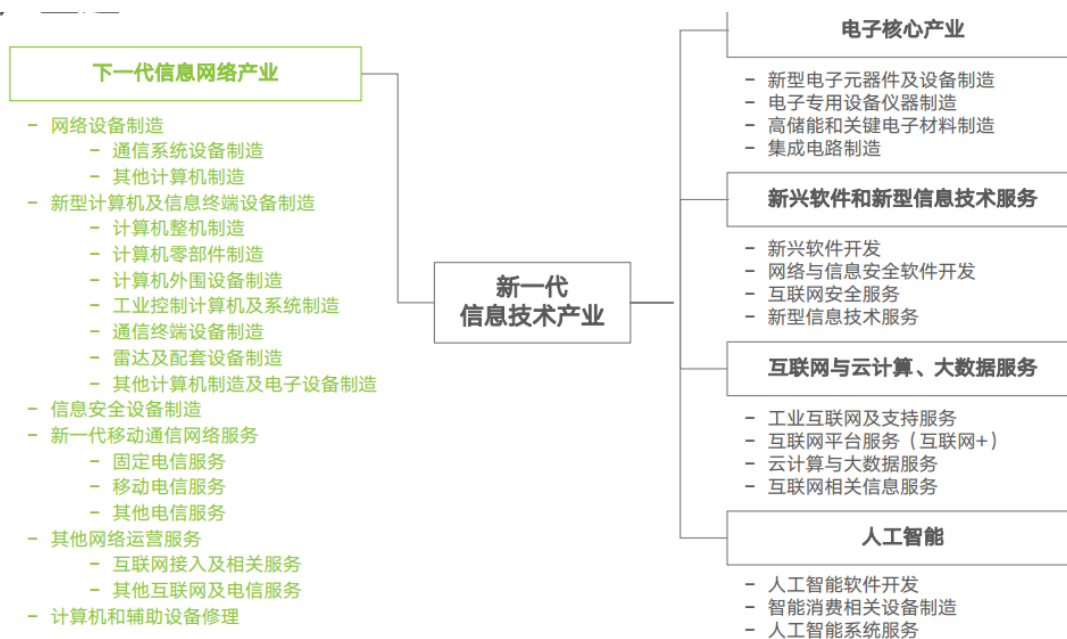 下一代信息网络产业
– 网络设备制造
– 通信系统设备制造
– 其他计算机制造
– 新型计算机及信息终端设备制造
– 计算机整机制造
– 计算机零部件制造
– 计算机外围设备制造
– 工业控制计算机及系统制造
– 通信终端设备制造
– 雷达及配套设备制造
– 其他计算机制造及电子设备制造
– 信息安全设备制造
– 新一代移动通信网络服务
– 固定电信服务
– 移动电信服务
– 其他电信服务
– 其他网络运营服务
– 互联网接入及相关服务
– 其他互联网及电信服务
– 计算机和辅助设备修理
新一代
信息技术产业
电子核心产业
– 新型电子元器件及设备制造
– 电子专用设备仪器制造
– 高储能和关键电子材料制造
– 集成电路制造
新兴软件和新型信息技术服务
– 新兴软件开发
– 网络与信息安全软件开发
– 互联网安全服务
– 新型信息技术服务
互联网与云计算、大数据服务
– 工业互联网及支持服务
– 互联网平台服务（互联网+）
– 云计算与大数据服务
– 互联网相关信息服务
人工智能
– 人工智能软件开发
– 智能消费相关设备制造
– 人工智能系统服务